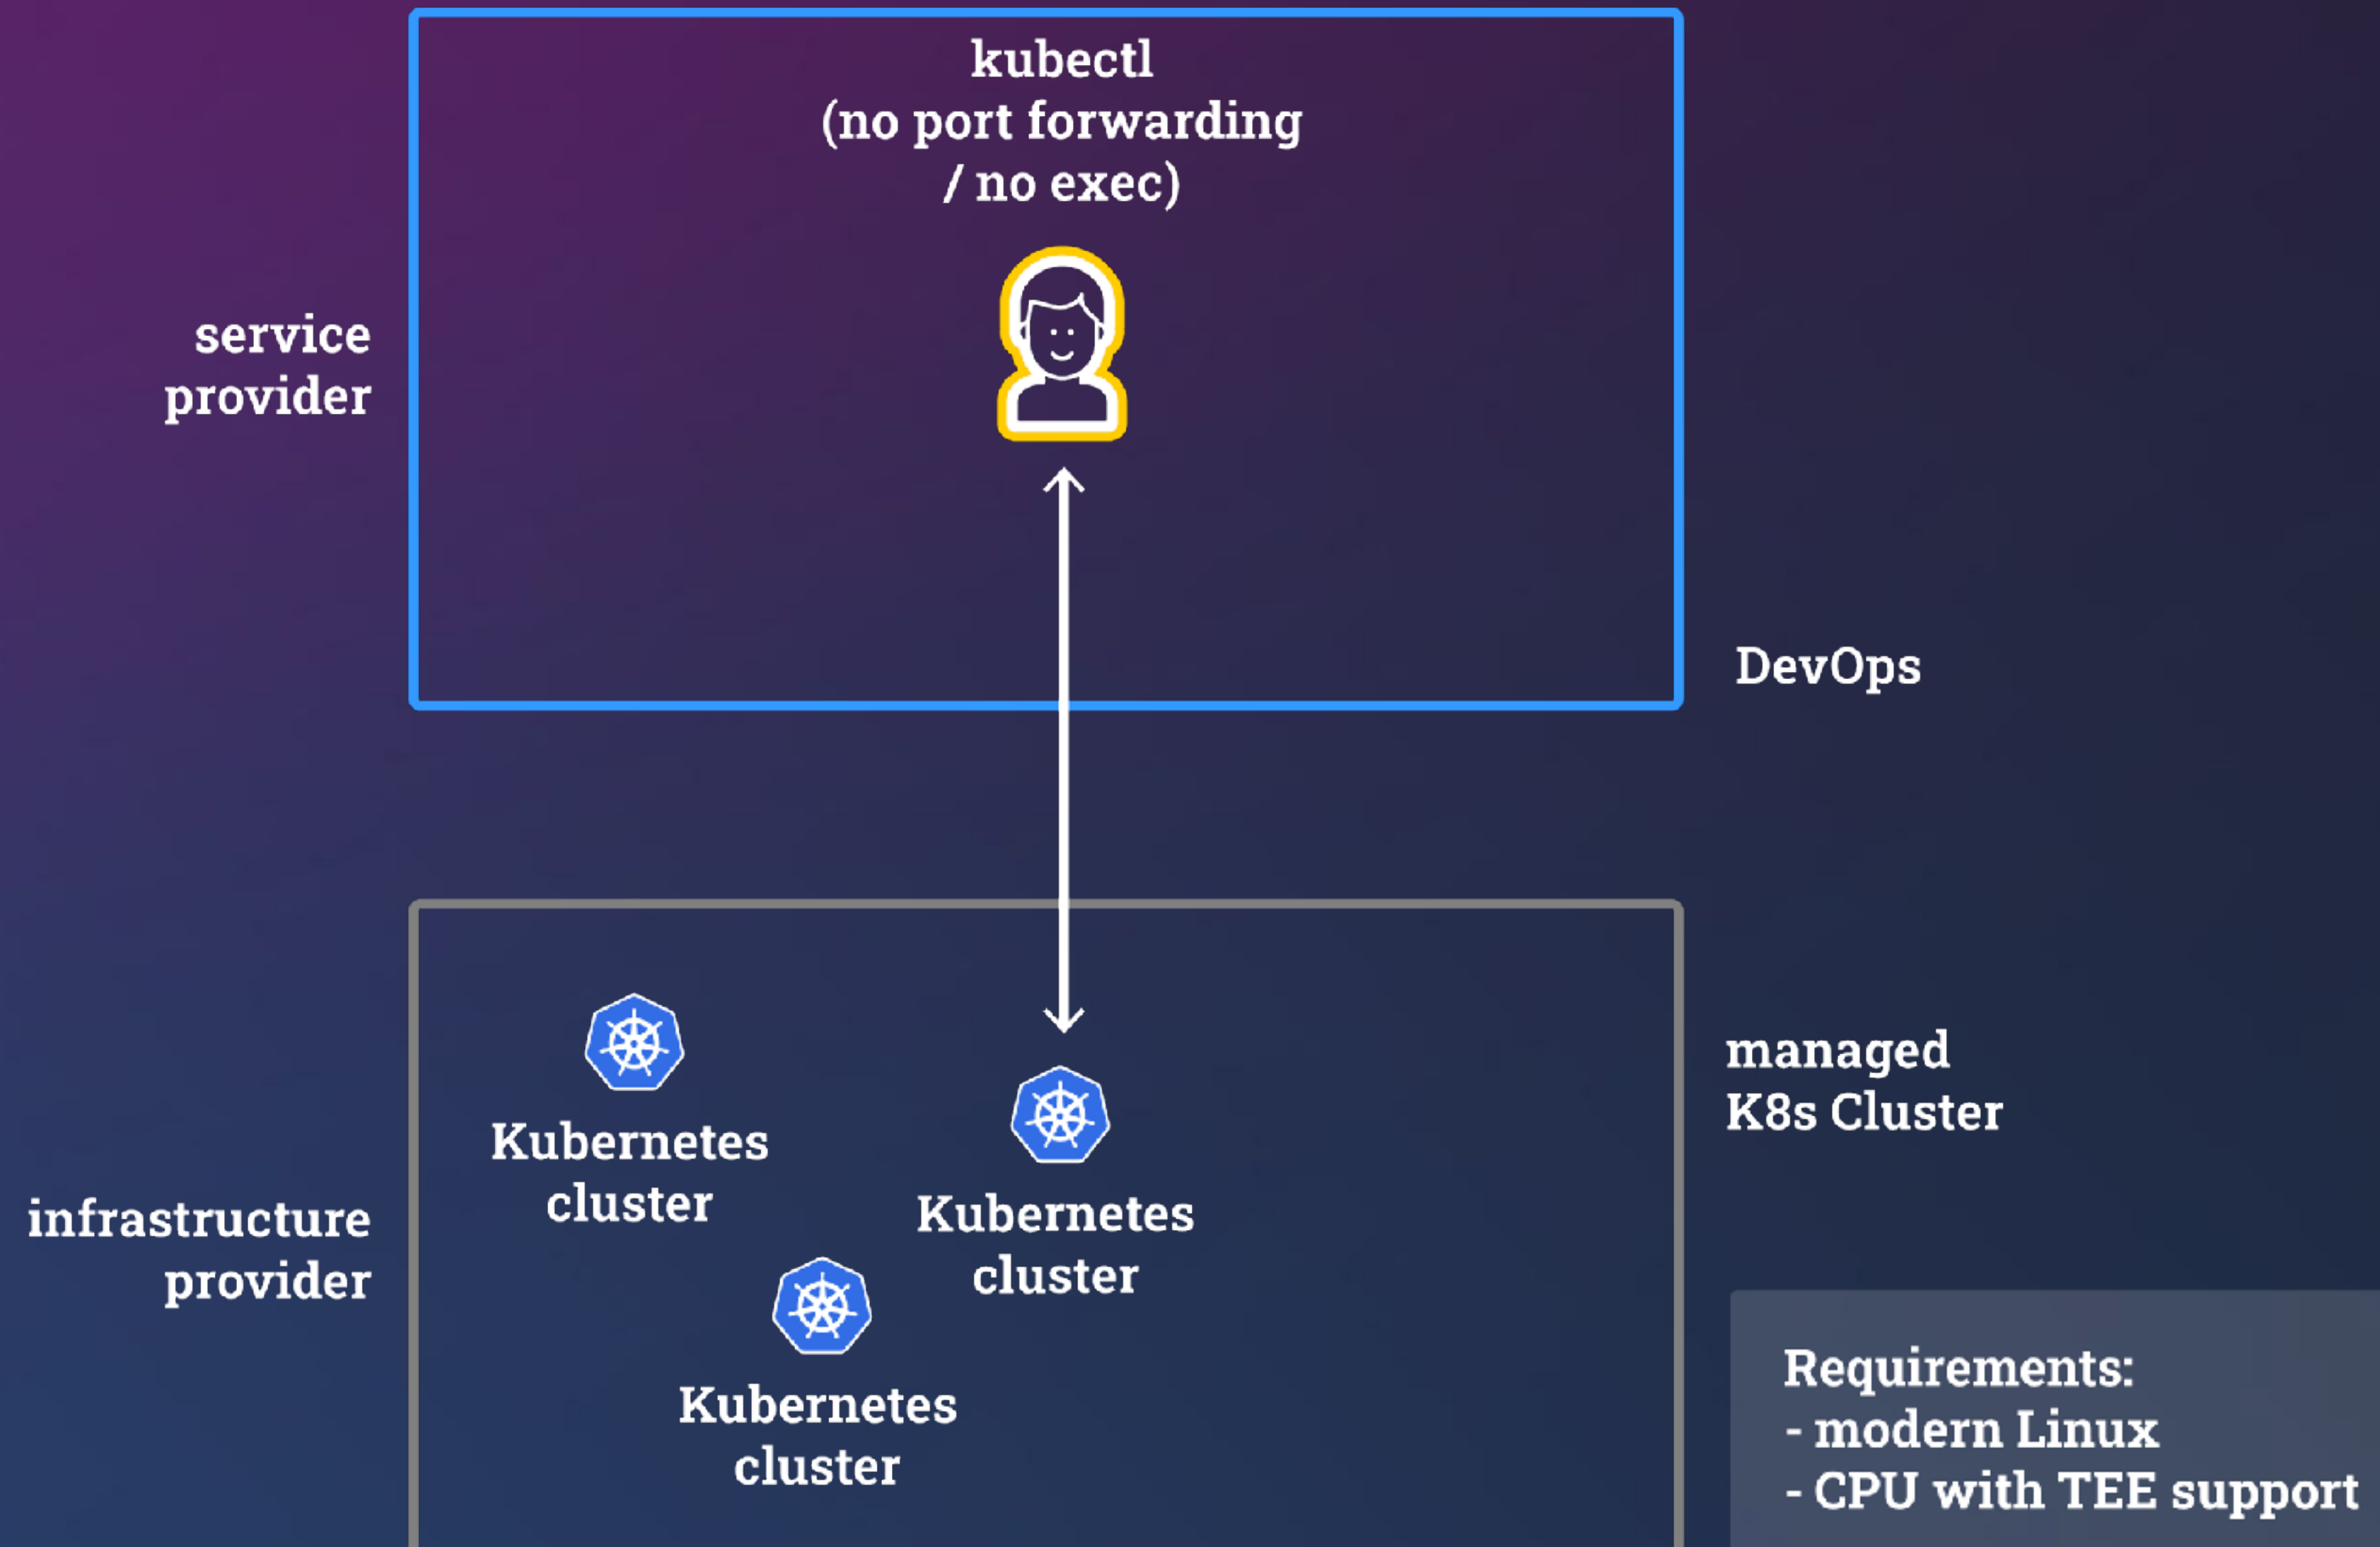 kubectl
(no port forwarding
/ no exec)
service
provider
DevOps
managed
K8s Cluster
Kubernetes
cluster
Kubernetes
cluster
infrastructure
provider
Kubernetes
cluster
Requirements:
- modern Linux
- CPU with TEE support